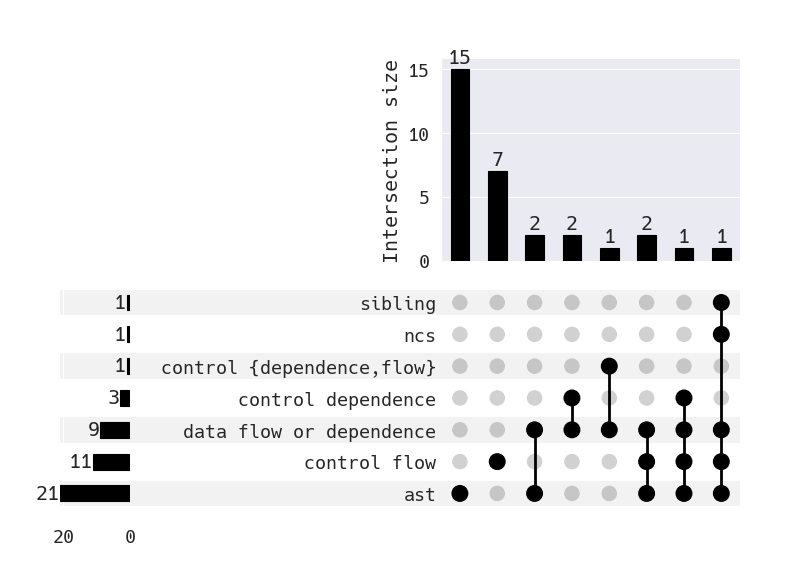 15
15
Intersection size
10
7
5
2
2
1
2
1
1
0
1
sibling
1
ncs
1
control {dependence,flow}
3
control dependence
9
data flow or dependence
11
control flow
21
ast
20
0